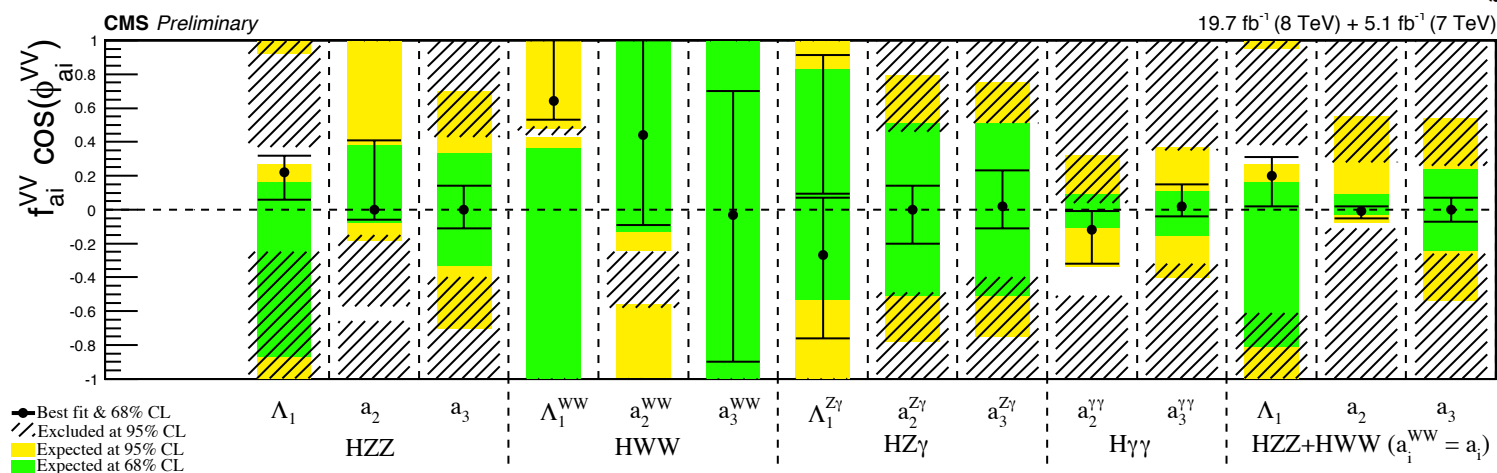 CMS Preliminary 19.7 fb⁻¹ (8 TeV) + 5.1 fb⁻¹ (7 TeV)
f_ai^VV cos(ϕ_ai^VV)
1
0.8
0.6
0.4
0.2
0
-0.2
-0.4
-0.6
-0.8
-1
Λ₁ a₂ a₃ Λ₁^WW a₂^WW a₃^WW Λ₁^Zγ a₂^Zγ a₃^Zγ a₂^γγ a₃^γγ Λ₁ a₂ a₃
HZZ HWW HZγ Hγγ HZZ+HWW (a_i^WW = a_i)
Best fit & 68% CL
Excluded at 95% CL
Expected at 95% CL
Expected at 68% CL